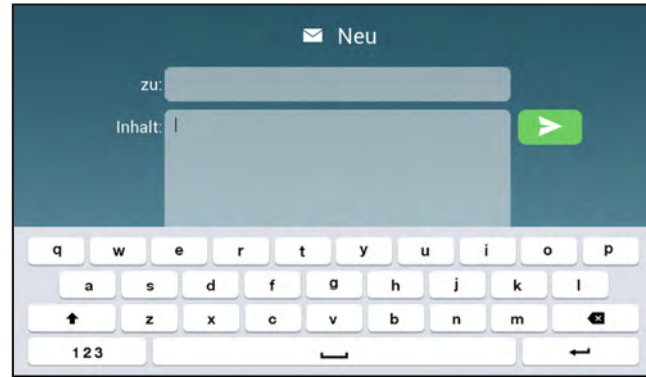 Neu
zu:
Inhalt:
q w e r t y u i o p
a s d f g h j k l
z x c v b n m
123